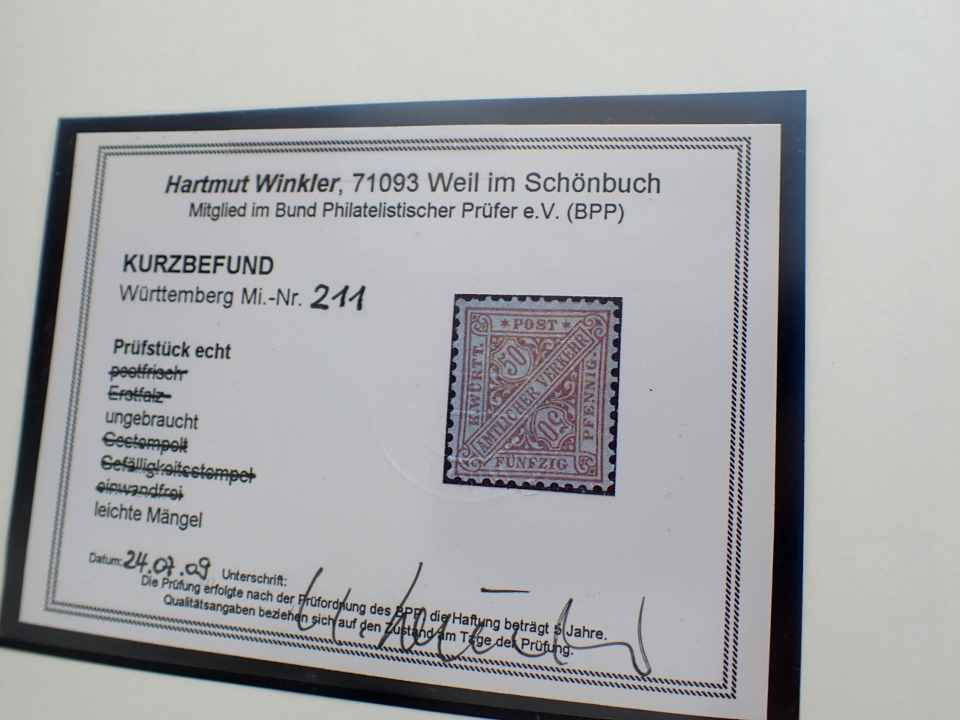 Hartmut Winkler, 71093 Weil im Schönbuch
Mitglied im Bund Philatelistischer Prüfer e.V. (BPP)
KURZBEFUND
Württemberg Mi.-Nr. 211
Prüfstück echt
postfrisch
Erstfalz
ungebraucht
Gestempelt
Gefälligkeitsstempel
einwandfrei
leichte Mängel
* POST *
K.WÜRTT.
50
AMTLICHER VERKEHR
50
PFENNIG.
FÜNFZIG
Datum: 24.07.09 Unterschrift:
Die Prüfung erfolgte nach der Prüfordnung des BPP, die Haftung beträgt 5 Jahre.
Qualitätsangaben beziehen sich auf den Zustand am Tage der Prüfung.